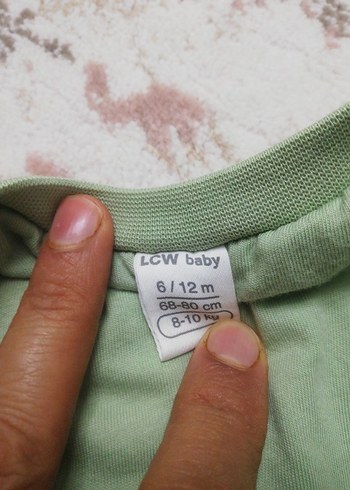 LCW baby
6 / 12 m
68-80 cm
8-10 kg